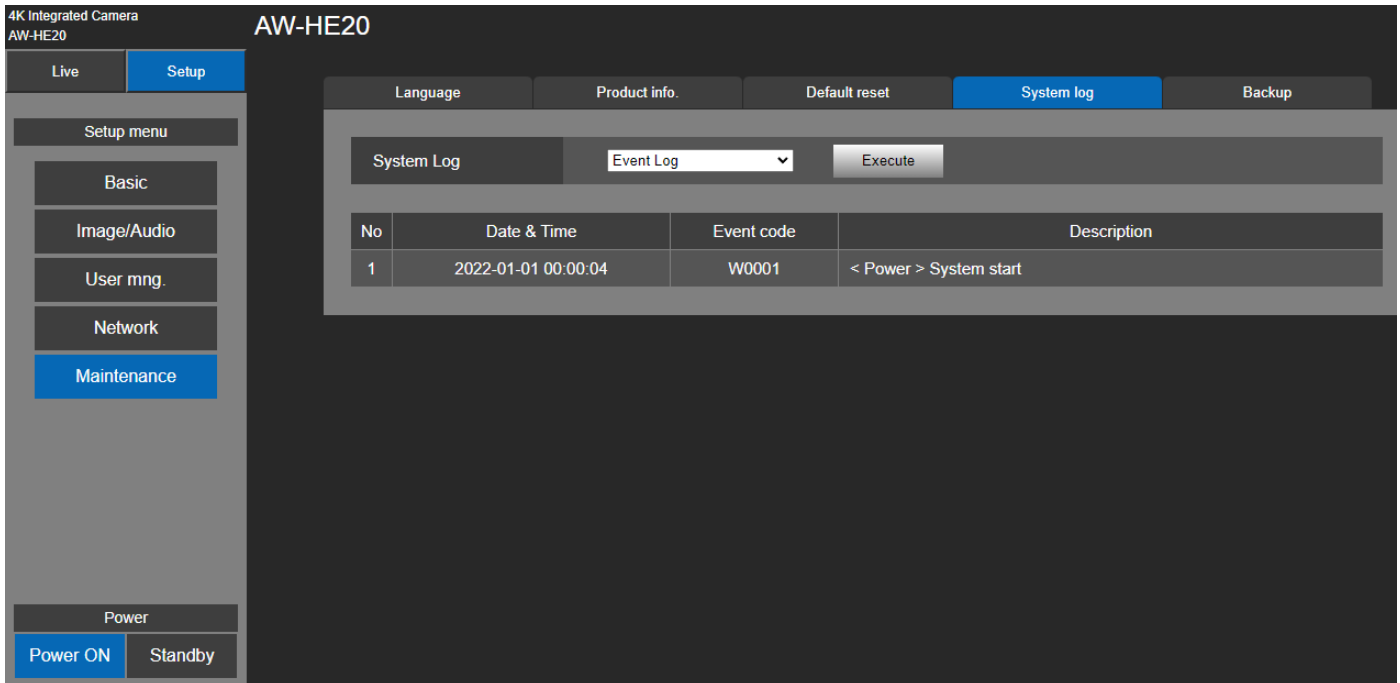 4K Integrated Camera
AW-HE20
AW-HE20
Live Setup
Language Product info. Default reset System log Backup
Setup menu
System Log Event Log Execute
Basic
Image/Audio
No Date & Time Event code Description
1 2022-01-01 00:00:04 W0001 < Power > System start
User mng.
Network
Maintenance
Power
Power ON Standby